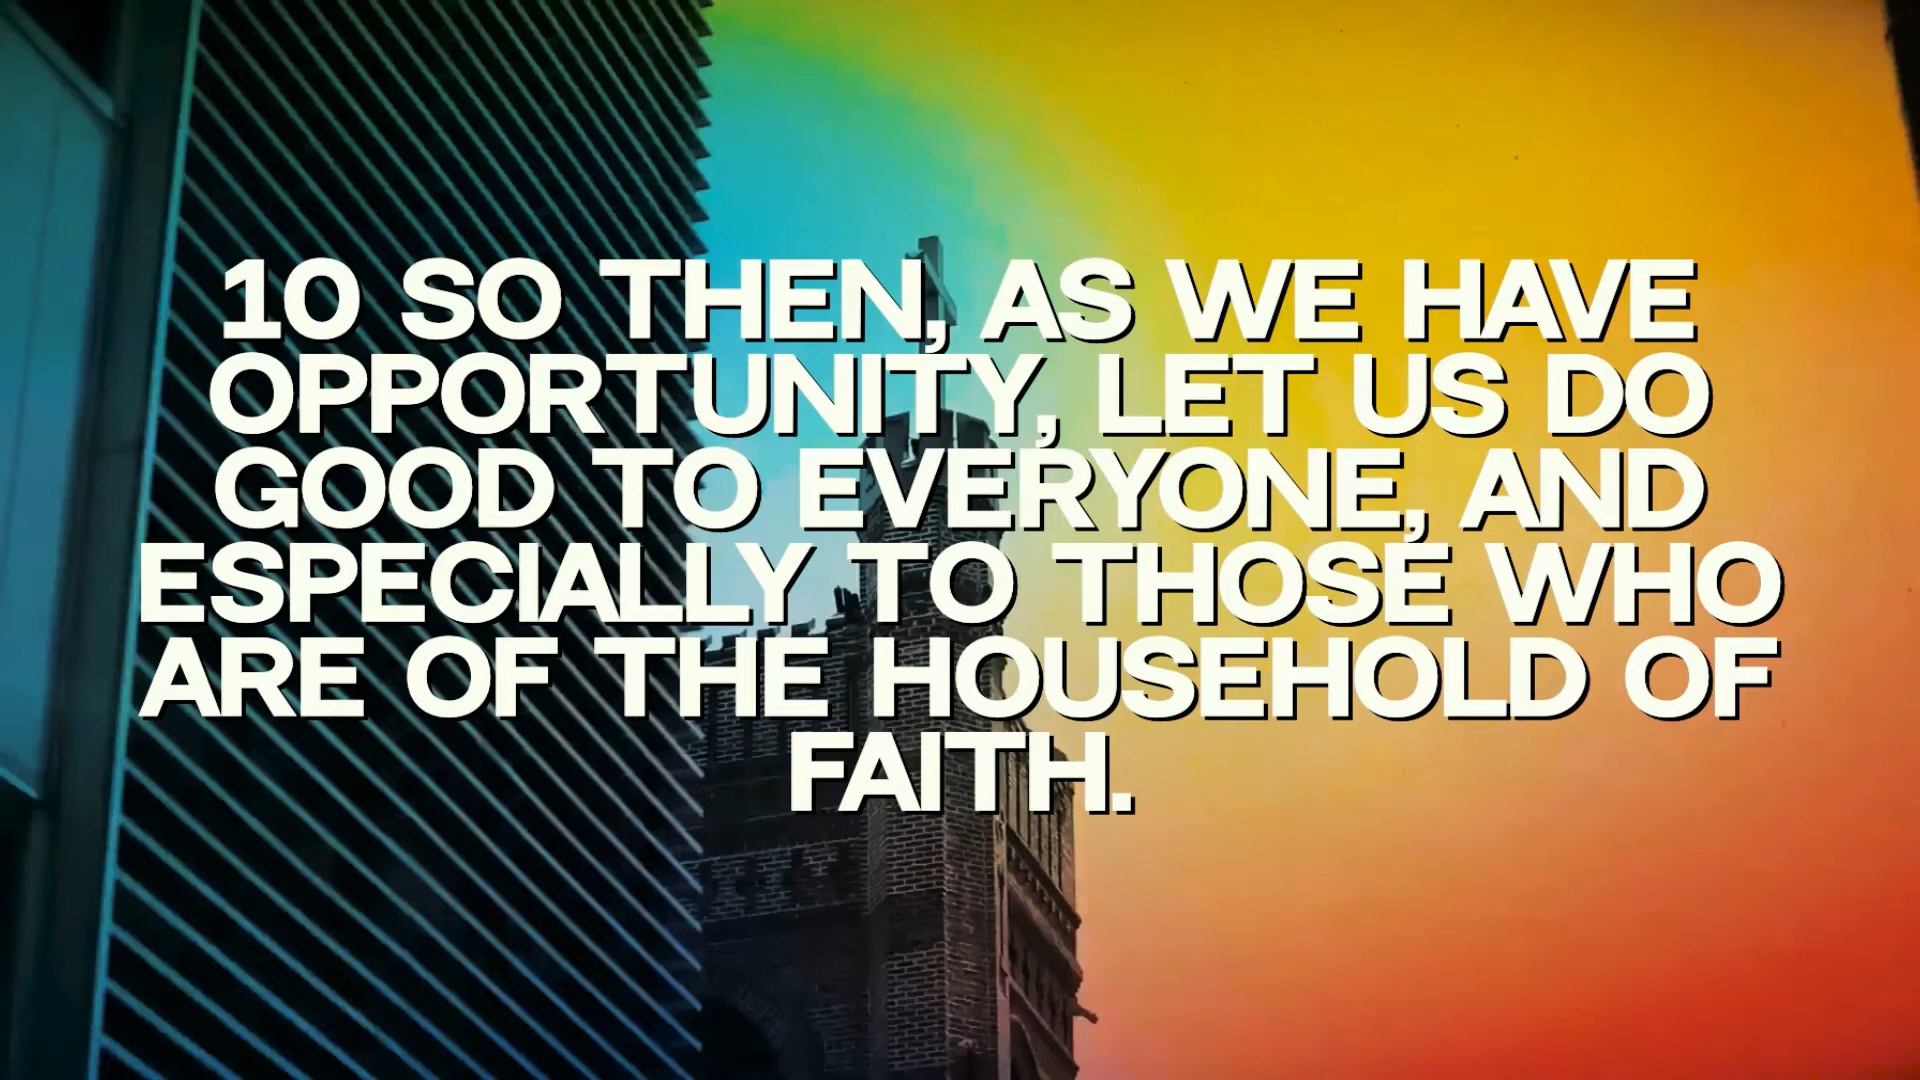 10 SO THEN, AS WE HAVE
OPPORTUNITY, LET US DO
GOOD TO EVERYONE, AND
ESPECIALLY TO THOSE WHO
ARE OF THE HOUSEHOLD OF
FAITH.